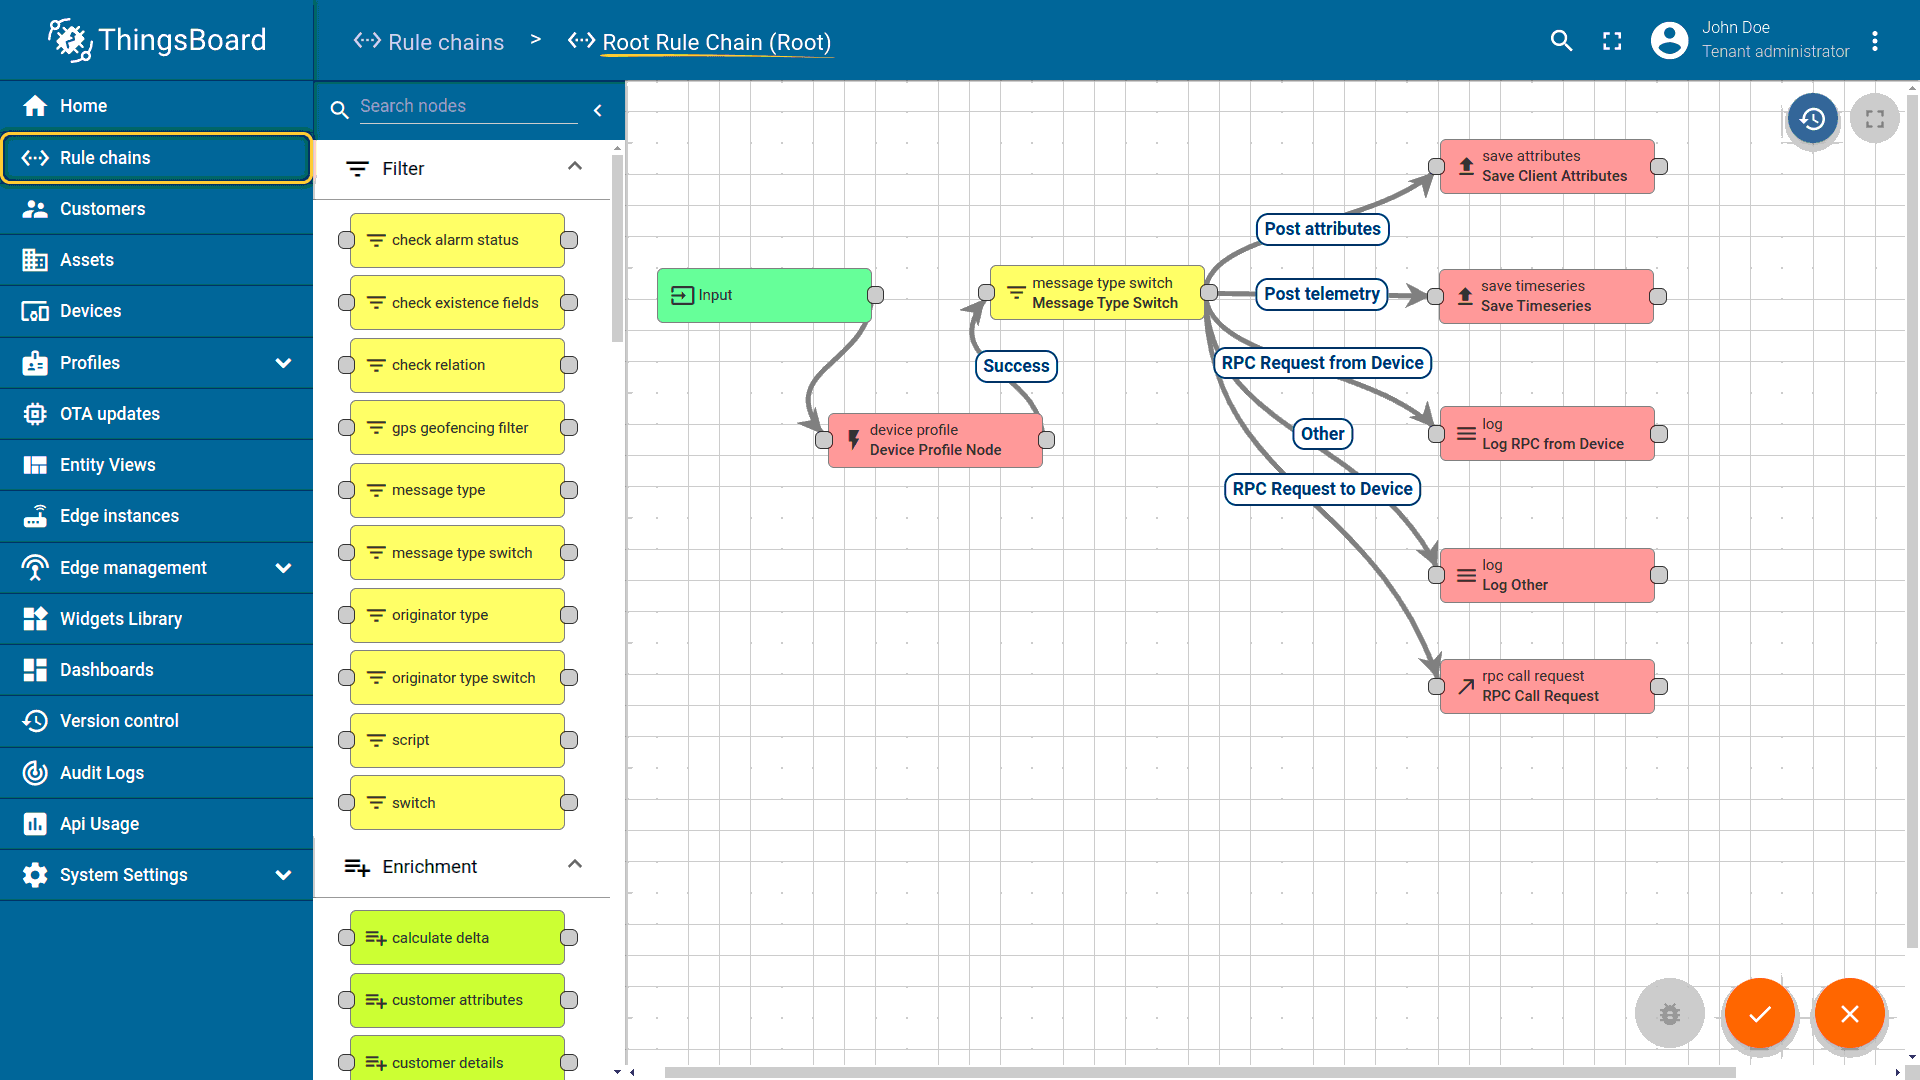 ThingsBoard
Rule chains > Root Rule Chain (Root)
John Doe
Tenant administrator
Home
Rule chains
Customers
Assets
Devices
Profiles
OTA updates
Entity Views
Edge instances
Edge management
Widgets Library
Dashboards
Version control
Audit Logs
Api Usage
System Settings
Search nodes
Filter
check alarm status
check existence fields
check relation
gps geofencing filter
message type
message type switch
originator type
originator type switch
script
switch
Enrichment
calculate delta
customer attributes
customer details
Input
device profile
Device Profile Node
Success
message type switch
Message Type Switch
Post attributes
Post telemetry
RPC Request from Device
Other
RPC Request to Device
save attributes
Save Client Attributes
save timeseries
Save Timeseries
log
Log RPC from Device
log
Log Other
rpc call request
RPC Call Request